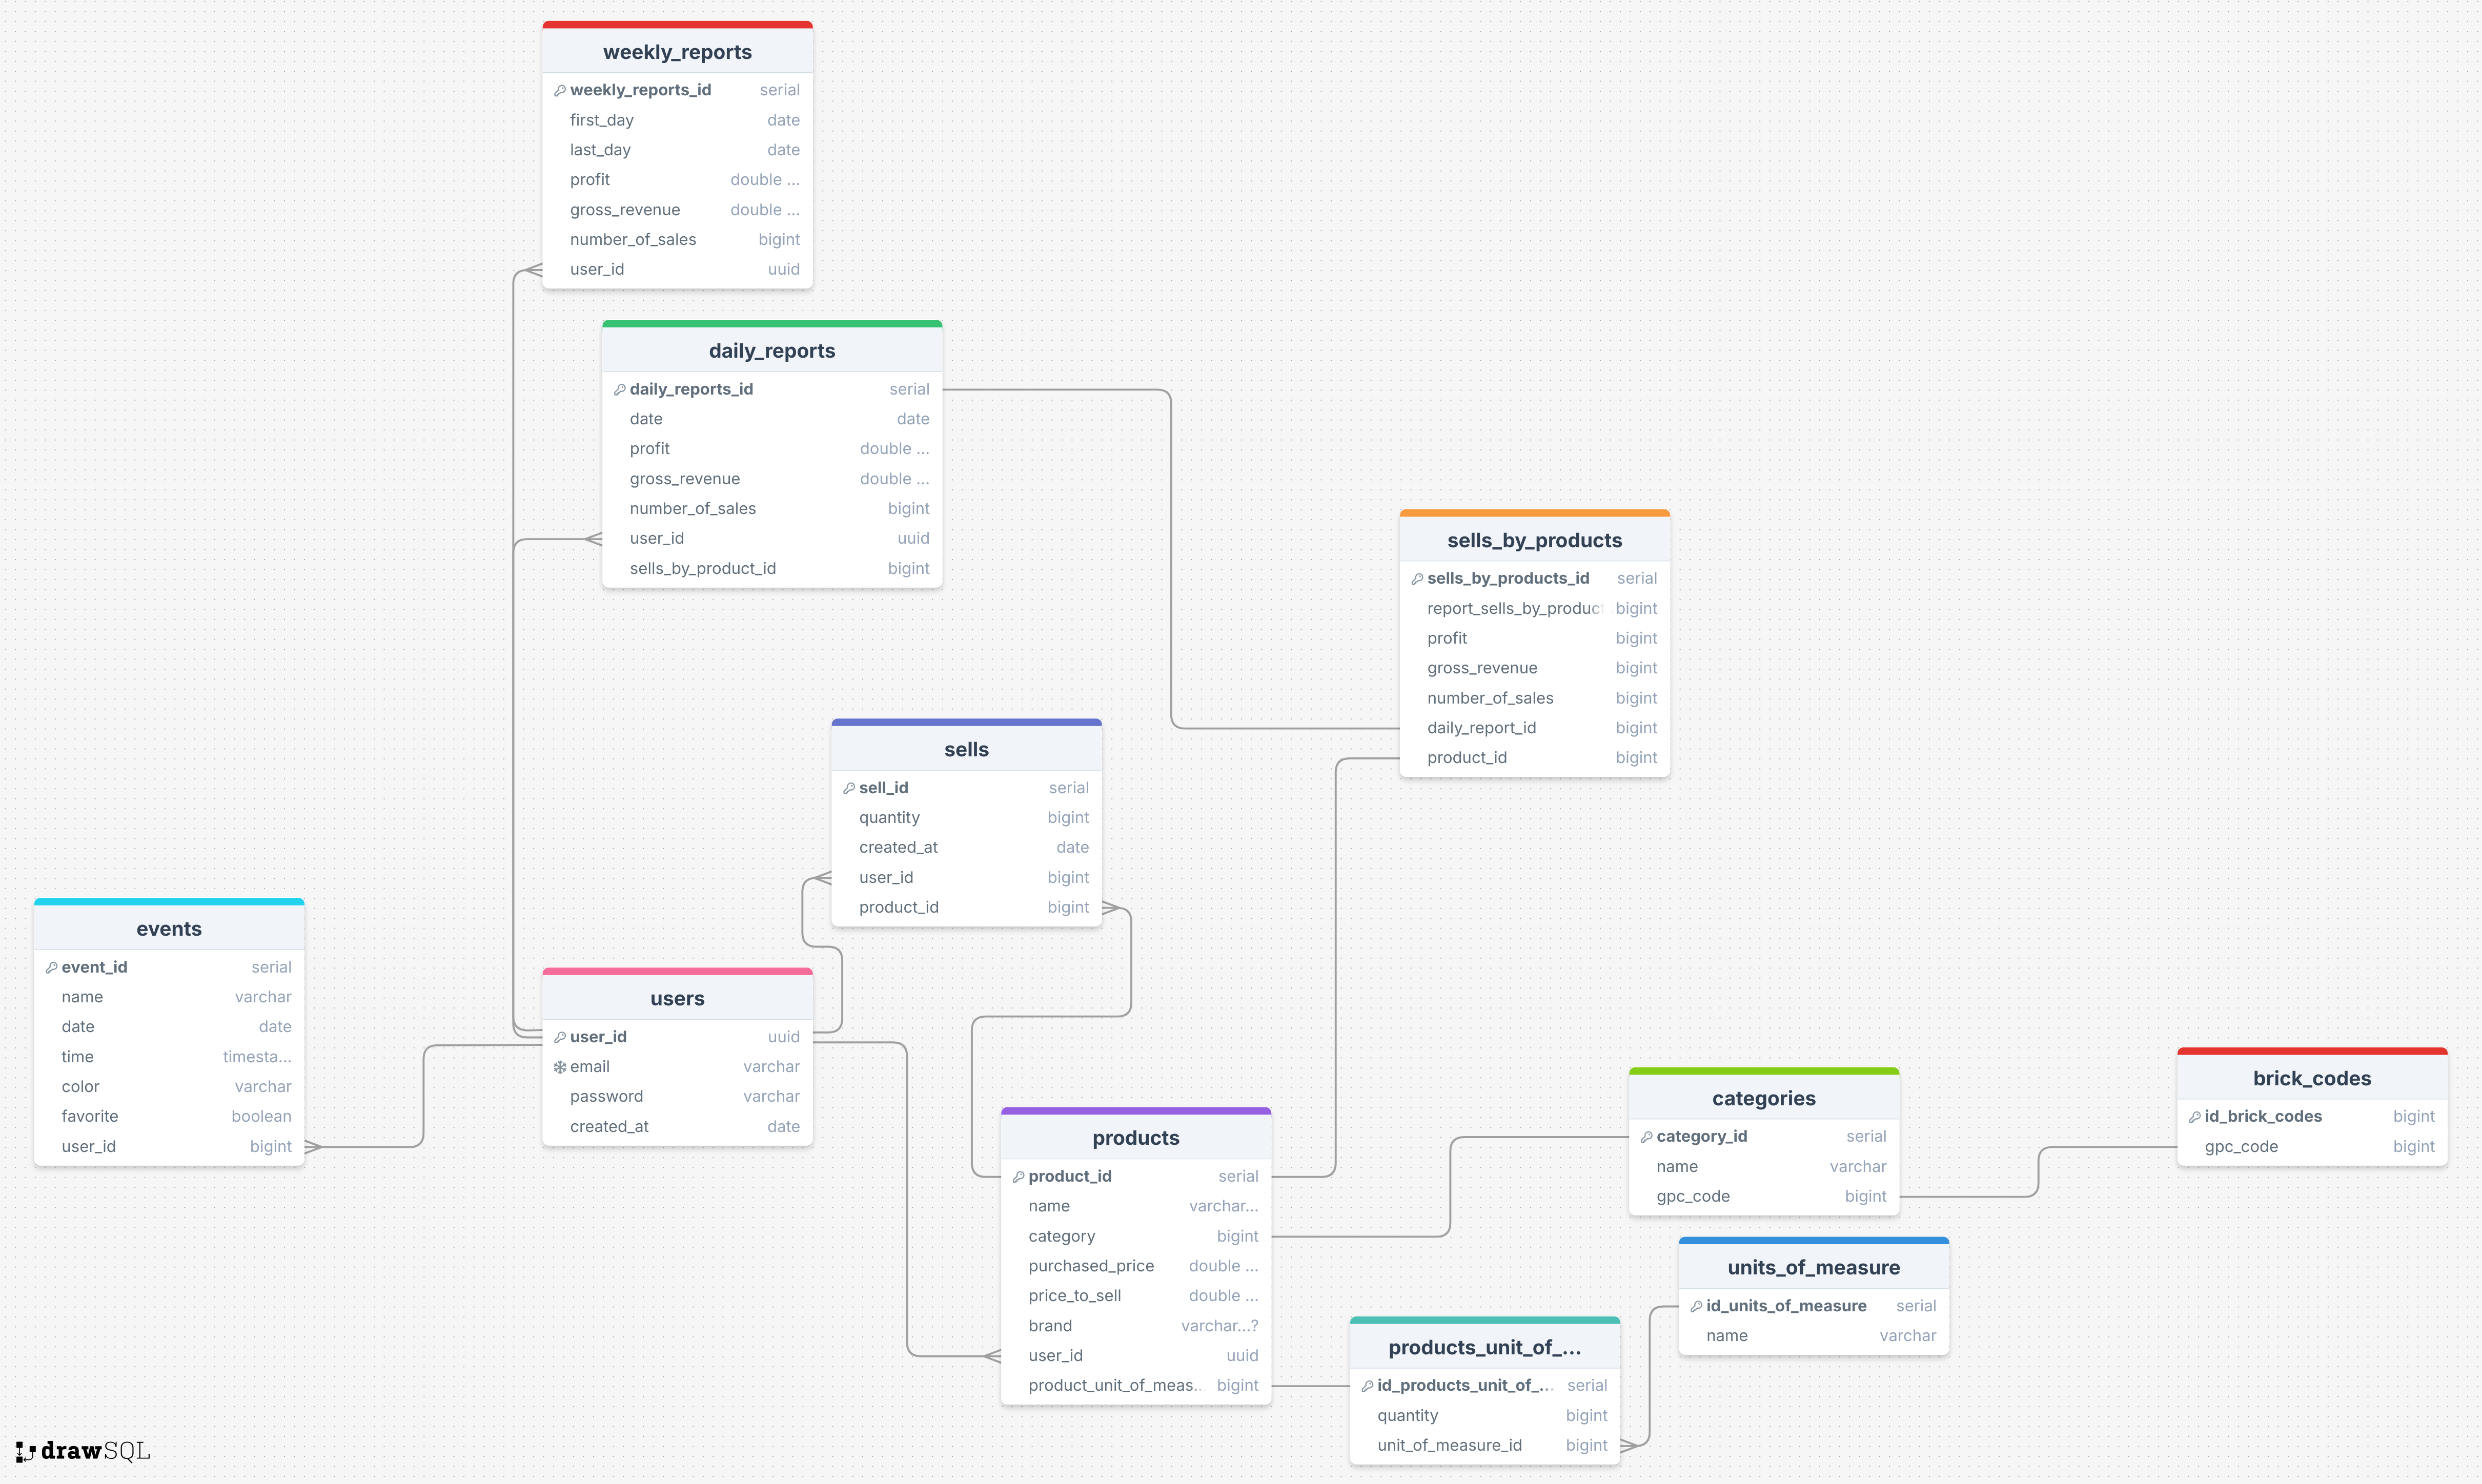 weekly_reports
weekly_reports_id serial
first_day date
last_day date
profit double ...
gross_revenue double ...
number_of_sales bigint
user_id uuid
daily_reports
daily_reports_id serial
date date
profit double ...
gross_revenue double ...
number_of_sales bigint
user_id uuid
sells_by_product_id bigint
sells_by_products
sells_by_products_id serial
report_sells_by_product bigint
profit bigint
gross_revenue bigint
number_of_sales bigint
daily_report_id bigint
product_id bigint
sells
sell_id serial
quantity bigint
created_at date
user_id bigint
product_id bigint
events
event_id serial
name varchar
date date
time timesta...
color varchar
favorite boolean
user_id bigint
users
user_id uuid
email varchar
password varchar
created_at date
products
product_id serial
name varchar...
category bigint
purchased_price double ...
price_to_sell double ...
brand varchar...?
user_id uuid
product_unit_of_meas.. bigint
categories
category_id serial
name varchar
gpc_code bigint
brick_codes
id_brick_codes bigint
gpc_code bigint
units_of_measure
id_units_of_measure serial
name varchar
products_unit_of_...
id_products_unit_of_... serial
quantity bigint
unit_of_measure_id bigint
drawSQL